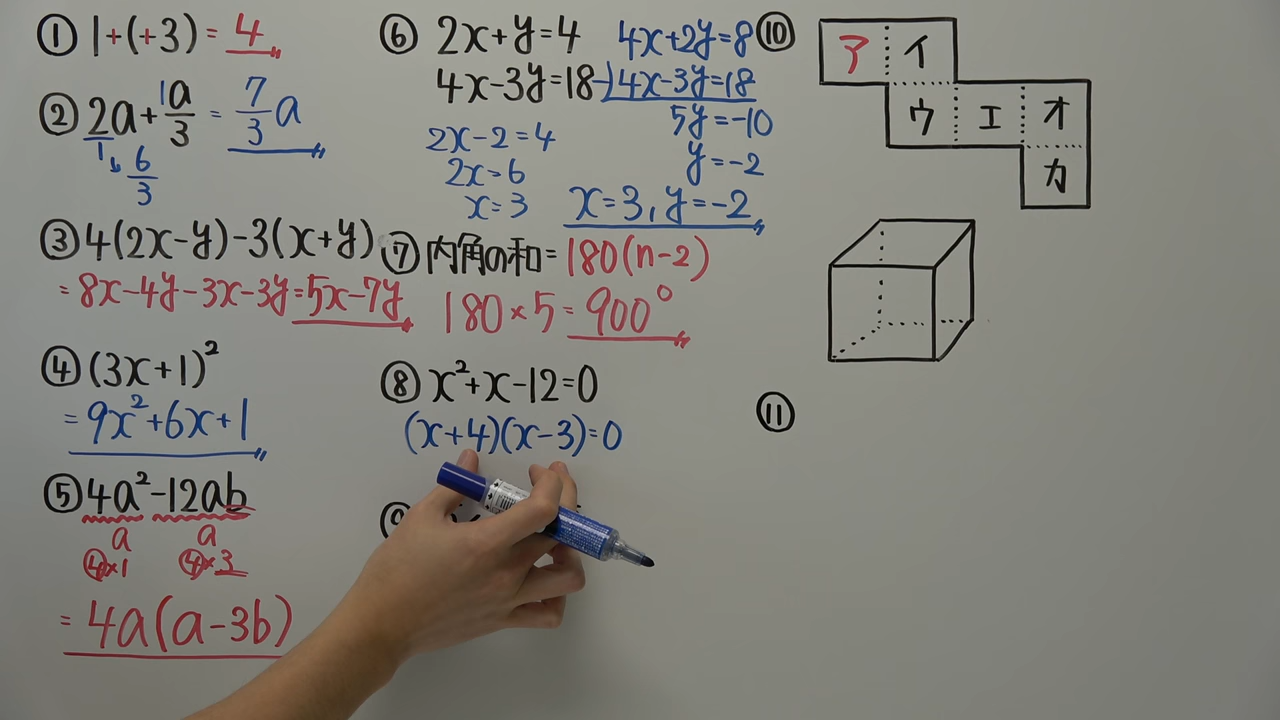 ① 1+(+3)=4
② 2a+1a/3=7/3a
1
6/3
③ 4(2x-y)-3(x+y)
=8x-4y-3x-3y=5x-7y
④ (3x+1)²
=9x²+6x+1
⑤ 4a²-12ab
a a
④×1 ④×3
=4a(a-3b)
⑥ 2x+y=4
4x-3y=18
4x+2y=8
-)4x-3y=18
5y=-10
y=-2
2x-2=4
2x=6
x=3
x=3,y=-2
⑦ 内角の和=180(n-2)
180×5=900°
⑧ x²+x-12=0
(x+4)(x-3)=0
⑨
⑩
ア イ
ウ エ オ
カ
⑪